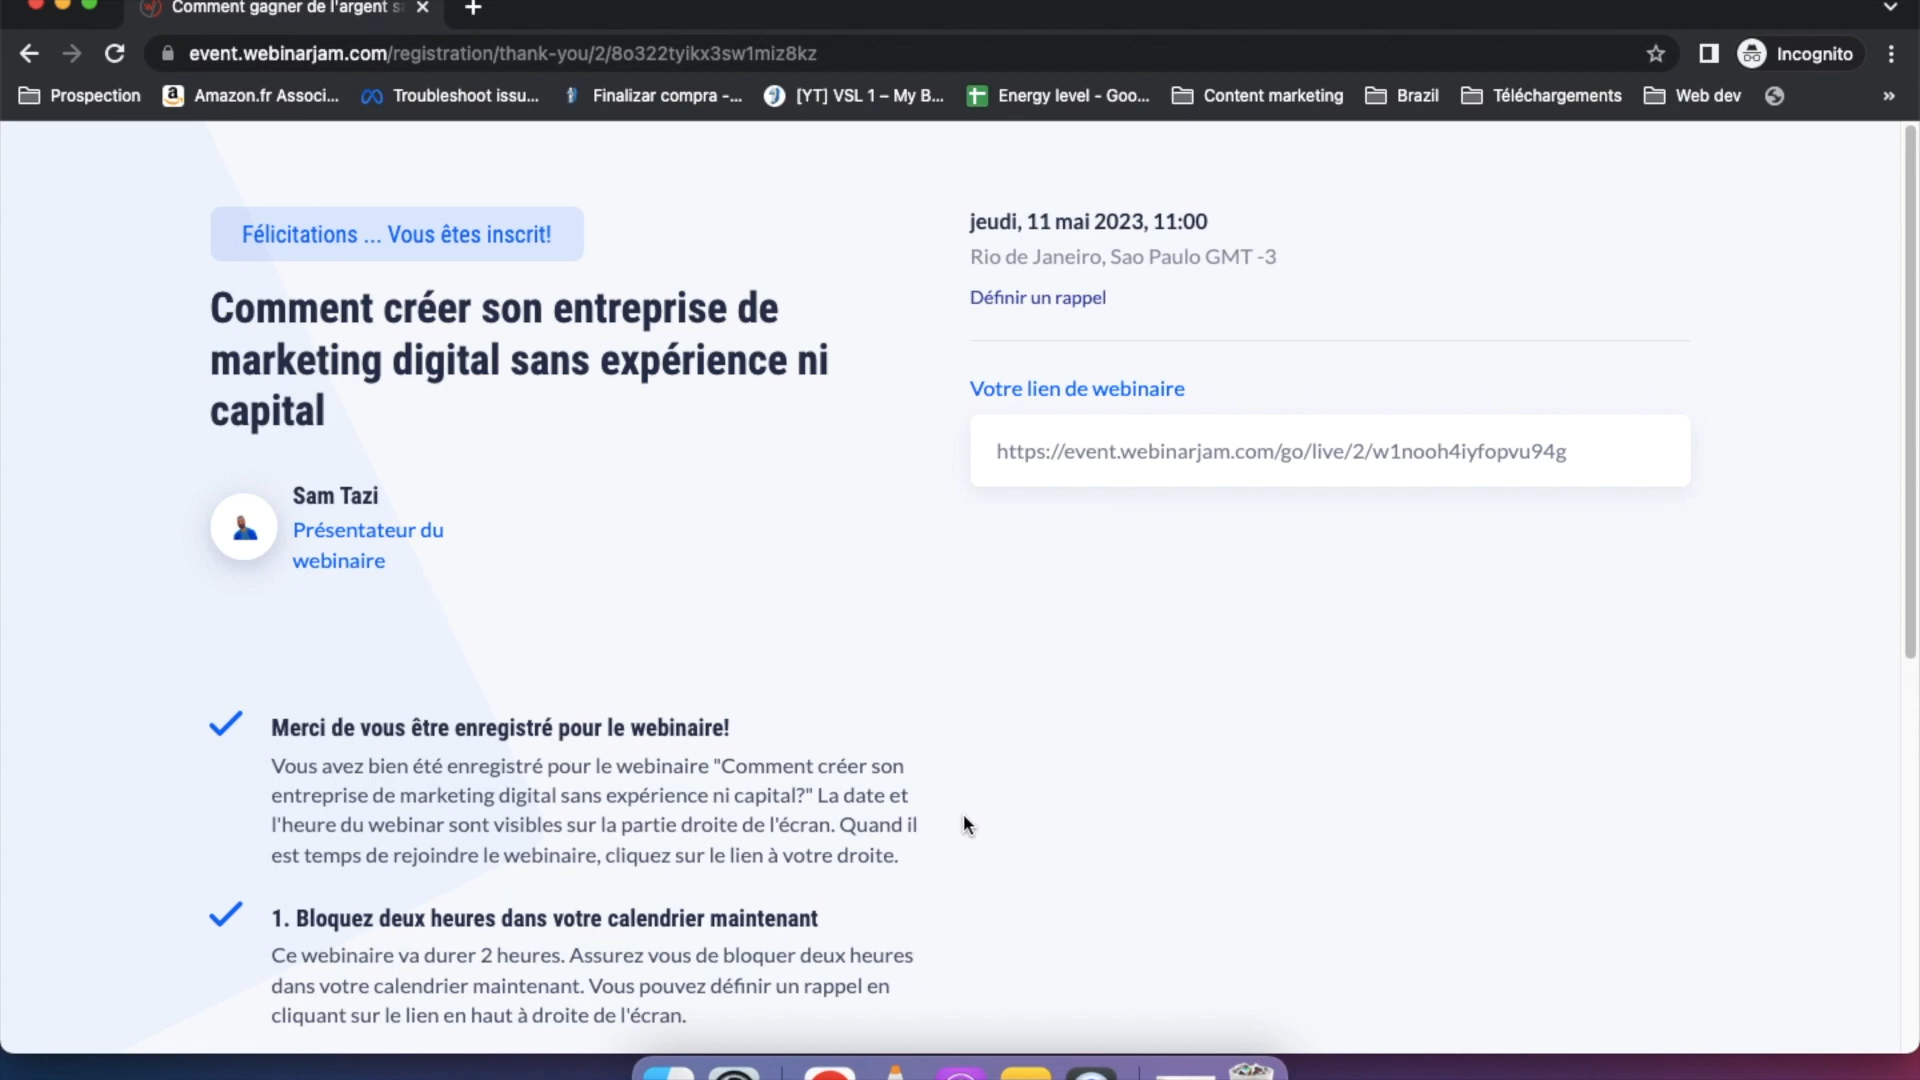 Comment gagner de l'argent s
event.webinarjam.com/registration/thank-you/2/8o322tyikx3sw1miz8kz
Incognito
Prospection
Amazon.fr Associ...
Troubleshoot issu...
Finalizar compra -...
[YT] VSL 1 – My B...
Energy level - Goo...
Content marketing
Brazil
Téléchargements
Web dev
»
Félicitations ... Vous êtes inscrit!
Comment créer son entreprise de
marketing digital sans expérience ni
capital
Sam Tazi
Présentateur du
webinaire
jeudi, 11 mai 2023, 11:00
Rio de Janeiro, Sao Paulo GMT -3
Définir un rappel
Votre lien de webinaire
https://event.webinarjam.com/go/live/2/w1nooh4iyfopvu94g
Merci de vous être enregistré pour le webinaire!
Vous avez bien été enregistré pour le webinaire "Comment créer son
entreprise de marketing digital sans expérience ni capital?" La date et
l'heure du webinar sont visibles sur la partie droite de l'écran. Quand il
est temps de rejoindre le webinaire, cliquez sur le lien à votre droite.
1. Bloquez deux heures dans votre calendrier maintenant
Ce webinaire va durer 2 heures. Assurez vous de bloquer deux heures
dans votre calendrier maintenant. Vous pouvez définir un rappel en
cliquant sur le lien en haut à droite de l'écran.